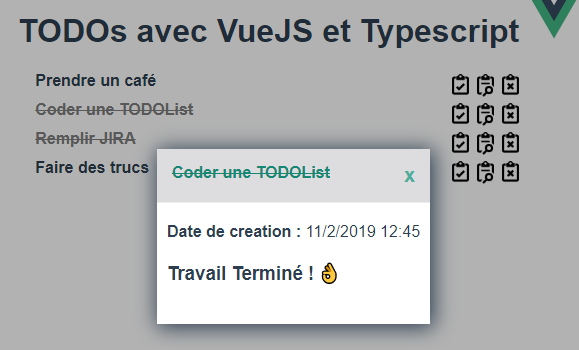 TODOs avec VueJS et Typescript
Prendre un café
Coder une TODOList
Remplir JIRA
Faire des trucs
Coder une TODOList
x
Date de creation : 11/2/2019 12:45
Travail Terminé ! 👌